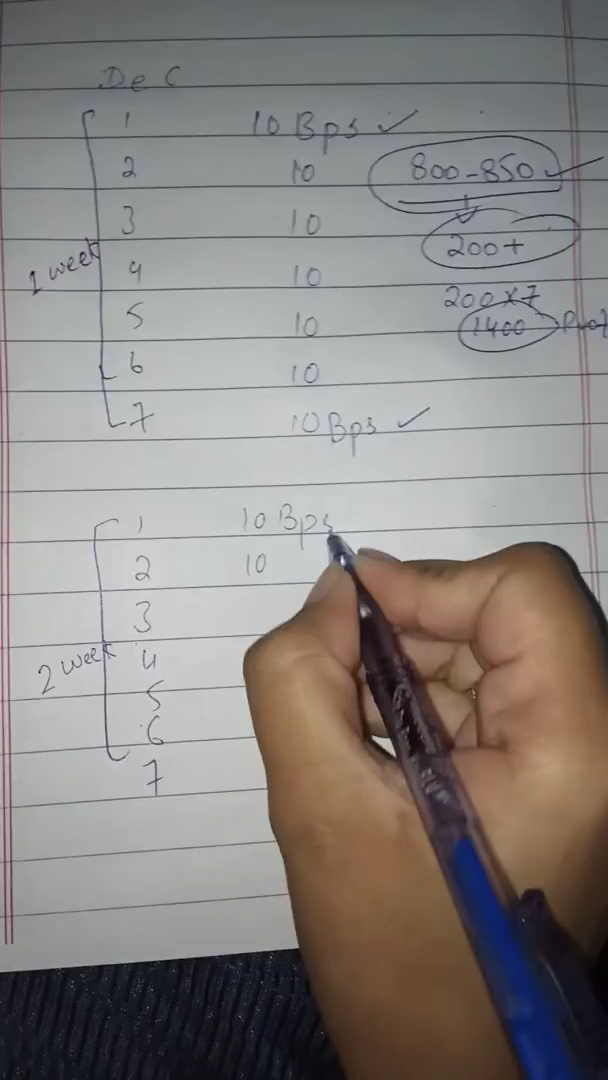 Dec
1 10 Bps ✓
2 10 800-850 ✓
3 10
200+
1 week
4 10
200x7
5 10 1400
6 10
7 10 Bps ✓
1 10 Bps
2 10
3
2 week
4
5
6
7